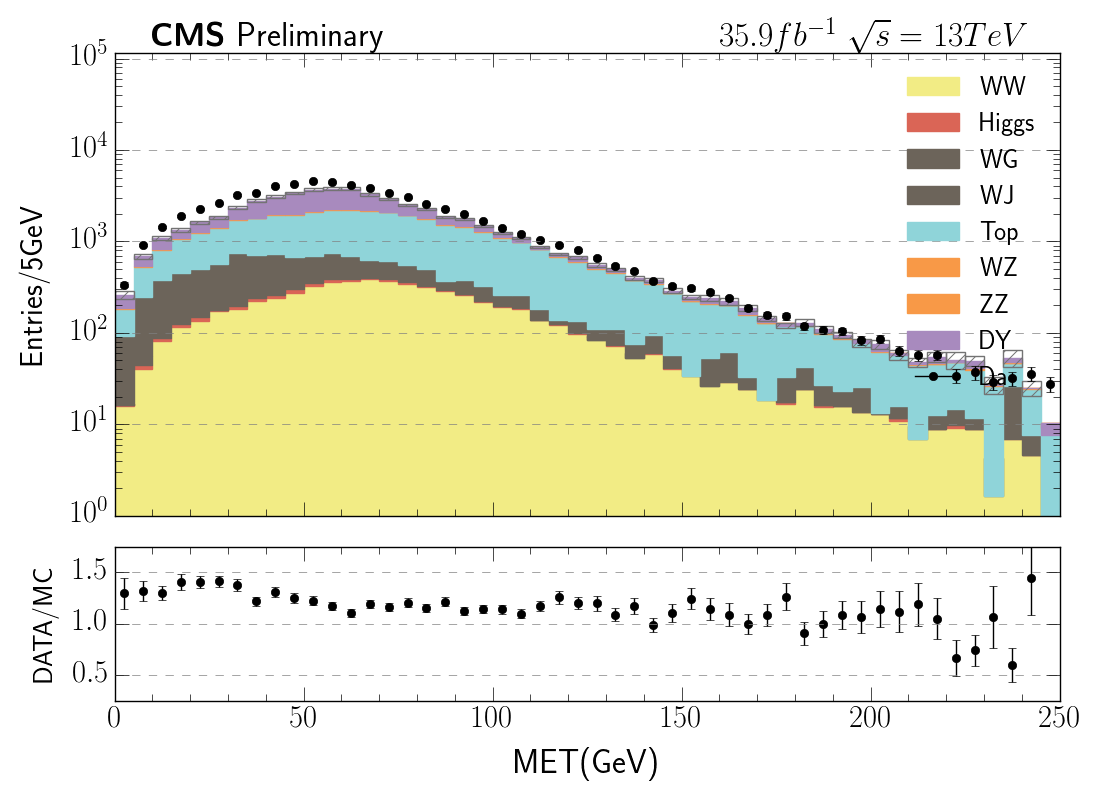 CMS Preliminary 35.9fb⁻¹ √s = 13TeV
10⁵
10⁴
10³
10²
10¹
10⁰
Entries/5GeV
WW
Higgs
WG
WJ
Top
WZ
ZZ
DY
Da
1.5
1.0
0.5
DATA/MC
0 50 100 150 200 250
MET(GeV)